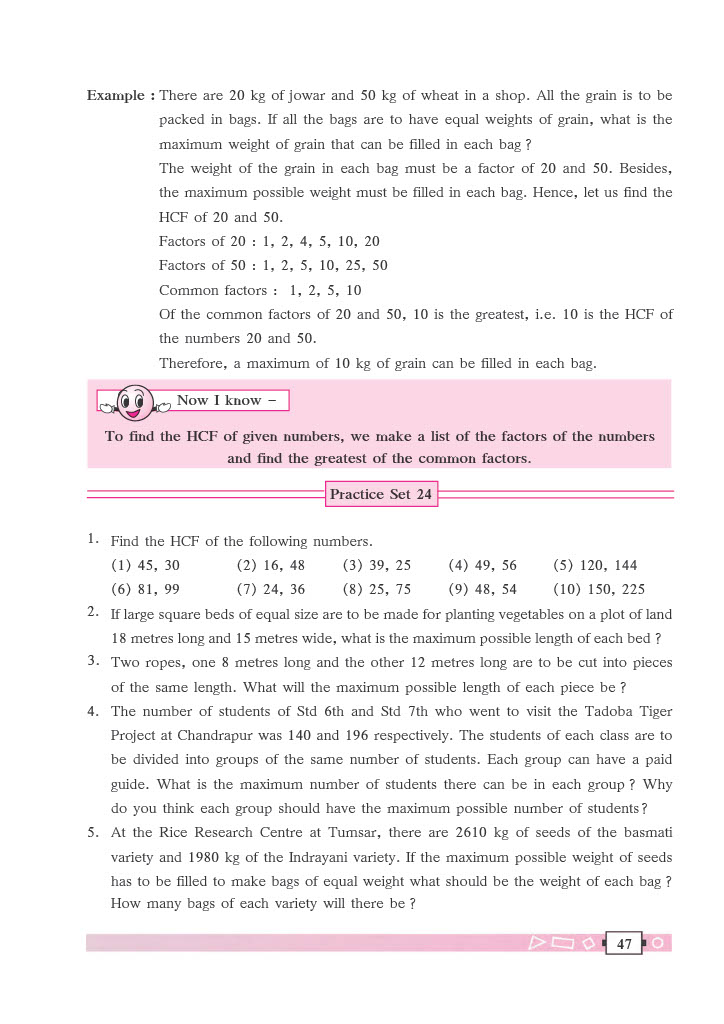 Example : There are 20 kg of jowar and 50 kg of wheat in a shop. All the grain is to be
packed in bags. If all the bags are to have equal weights of grain, what is the
maximum weight of grain that can be filled in each bag ?
The weight of the grain in each bag must be a factor of 20 and 50. Besides,
the maximum possible weight must be filled in each bag. Hence, let us find the
HCF of 20 and 50.
Factors of 20 : 1, 2, 4, 5, 10, 20
Factors of 50 : 1, 2, 5, 10, 25, 50
Common factors : 1, 2, 5, 10
Of the common factors of 20 and 50, 10 is the greatest, i.e. 10 is the HCF of
the numbers 20 and 50.
Therefore, a maximum of 10 kg of grain can be filled in each bag.
Now I know -
To find the HCF of given numbers, we make a list of the factors of the numbers
and find the greatest of the common factors.
Practice Set 24
1. Find the HCF of the following numbers.
(1) 45, 30 (2) 16, 48 (3) 39, 25 (4) 49, 56 (5) 120, 144
(6) 81, 99 (7) 24, 36 (8) 25, 75 (9) 48, 54 (10) 150, 225
2. If large square beds of equal size are to be made for planting vegetables on a plot of land
18 metres long and 15 metres wide, what is the maximum possible length of each bed ?
3. Two ropes, one 8 metres long and the other 12 metres long are to be cut into pieces
of the same length. What will the maximum possible length of each piece be ?
4. The number of students of Std 6th and Std 7th who went to visit the Tadoba Tiger
Project at Chandrapur was 140 and 196 respectively. The students of each class are to
be divided into groups of the same number of students. Each group can have a paid
guide. What is the maximum number of students there can be in each group ? Why
do you think each group should have the maximum possible number of students ?
5. At the Rice Research Centre at Tumsar, there are 2610 kg of seeds of the basmati
variety and 1980 kg of the Indrayani variety. If the maximum possible weight of seeds
has to be filled to make bags of equal weight what should be the weight of each bag ?
How many bags of each variety will there be ?
47